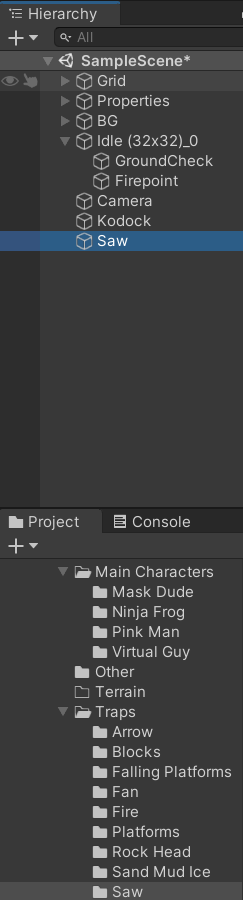 Hierarchy
All
SampleScene*
Grid
Properties
BG
Idle (32x32)_0
GroundCheck
Firepoint
Camera
Kodock
Saw
Project
Console
Main Characters
Mask Dude
Ninja Frog
Pink Man
Virtual Guy
Other
Terrain
Traps
Arrow
Blocks
Falling Platforms
Fan
Fire
Platforms
Rock Head
Sand Mud Ice
Saw